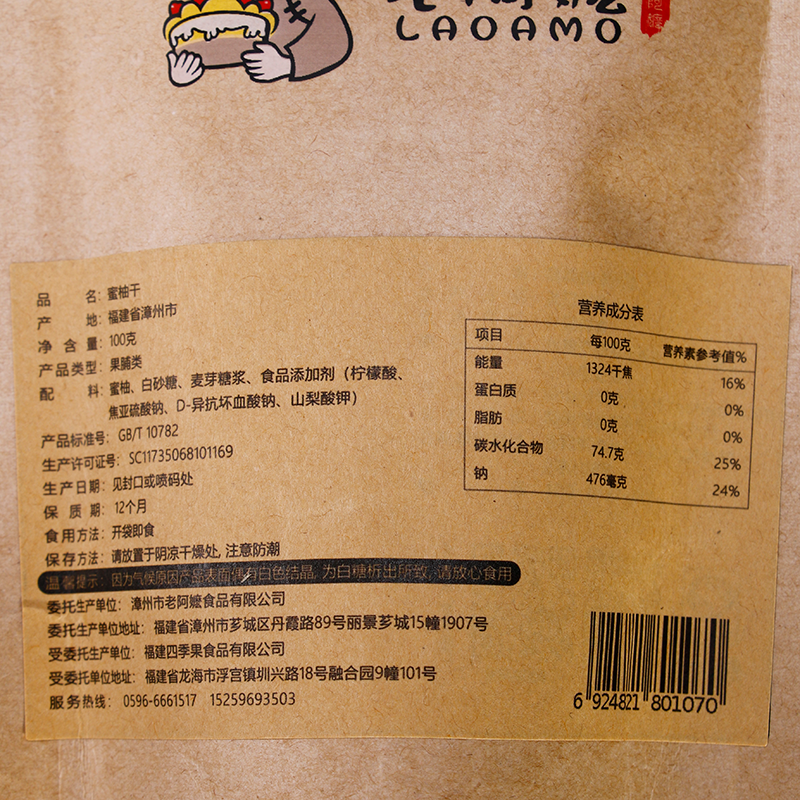 LAOAMO
品名：蜜柚干
产地：福建省漳州市
净含量：100克
产品类型：果脯类
配料：蜜柚、白砂糖、麦芽糖浆、食品添加剂（柠檬酸、
焦亚硫酸钠、D-异抗坏血酸钠、山梨酸钾）
产品标准号：GB/T 10782
生产许可证号：SC11735068101169
生产日期：见封口或喷码处
保质期：12个月
食用方法：开袋即食
保存方法：请放置于阴凉干燥处，注意防潮
温馨提示：因为气候原因产品表面偶有白色结晶，为白糖析出所致，请放心食用
委托生产单位：漳州市老阿嬷食品有限公司
委托生产单位地址：福建省漳州市芗城区丹霞路89号丽景芗城15幢1907号
受委托生产单位：福建四季果食品有限公司
受委托单位地址：福建省龙海市浮宫镇圳兴路18号融合园9幢101号
服务热线：0596-6661517 15259693503
营养成分表
项目 每100克 营养素参考值%
能量 1324千焦 16%
蛋白质 0克 0%
脂肪 0克 0%
碳水化合物 74.7克 25%
钠 476毫克 24%
6 924821 801070